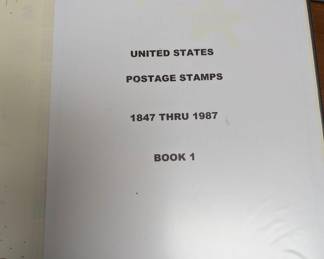 UNITED STATES
POSTAGE STAMPS
1847 THRU 1987
BOOK 1